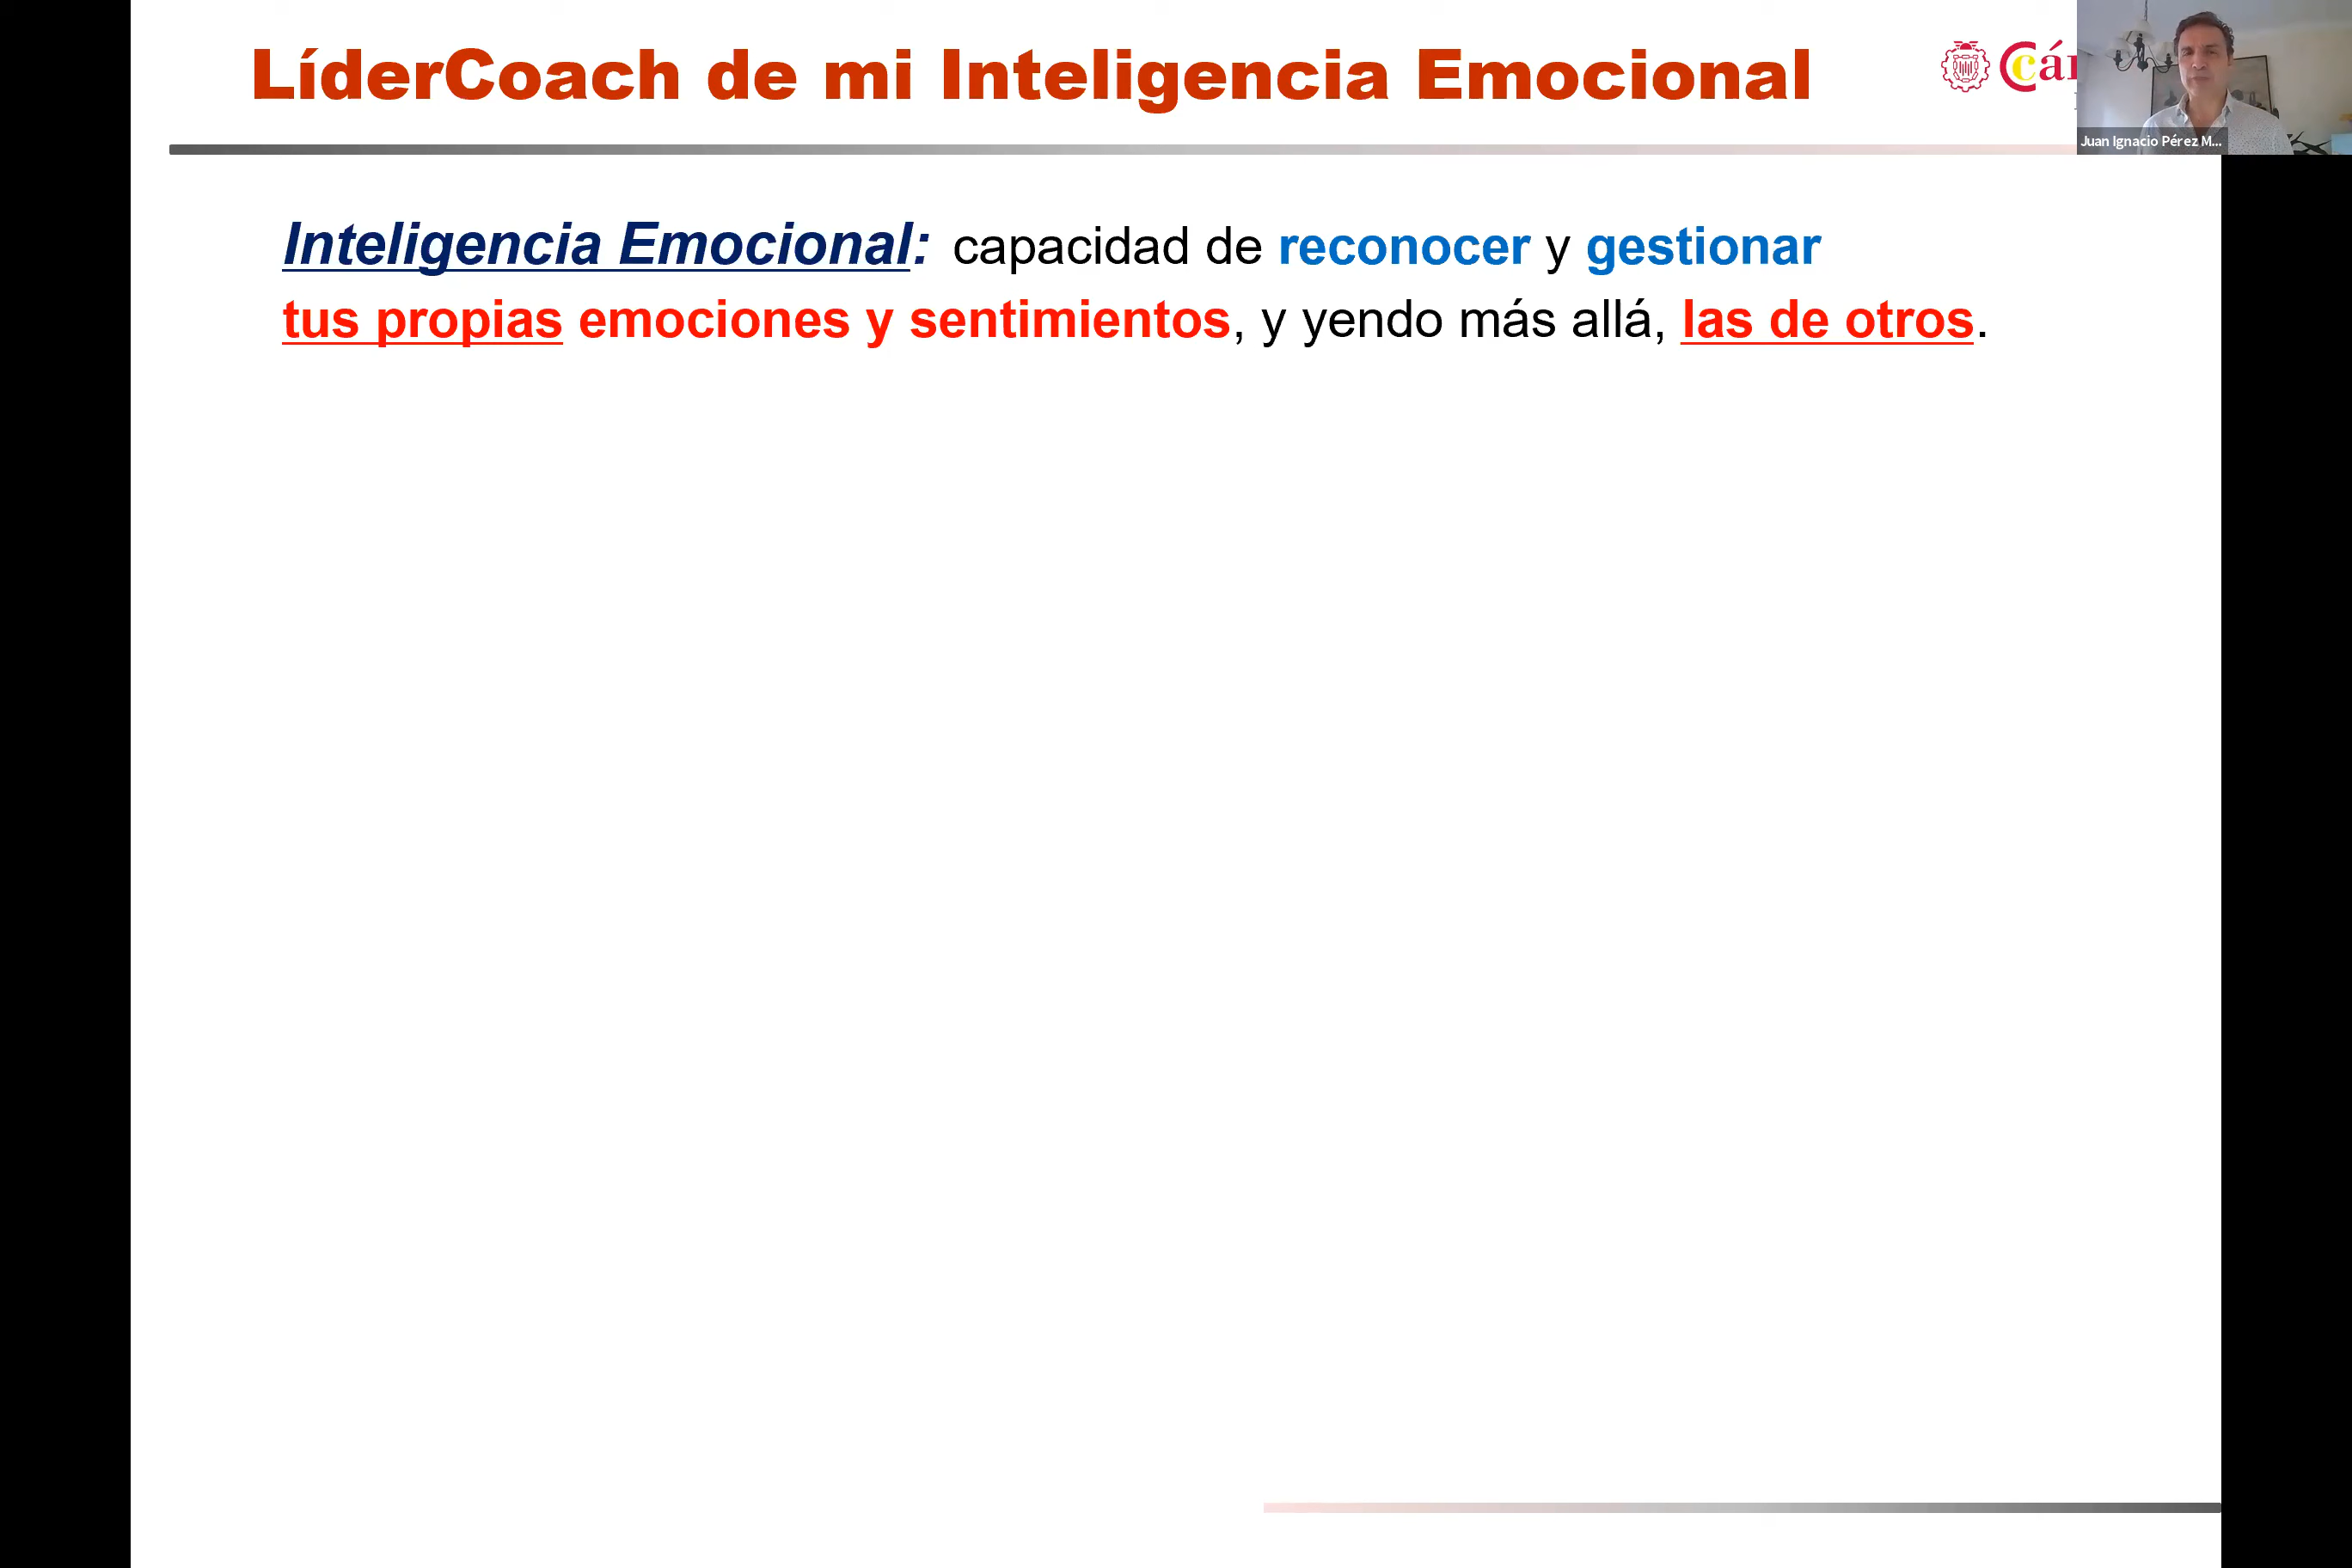 LíderCoach de mi Inteligencia Emocional
Juan Ignacio Pérez M...
Inteligencia Emocional: capacidad de reconocer y gestionar
tus propias emociones y sentimientos, y yendo más allá, las de otros.